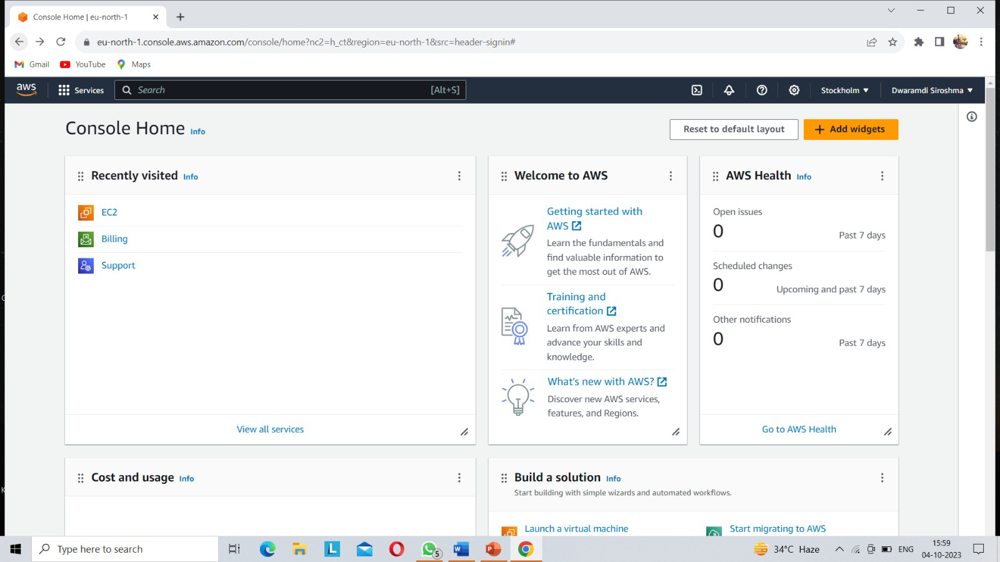 Console Home | eu-north-1
eu-north-1.console.aws.amazon.com/console/home?nc2=h_ct&region=eu-north-1&src=header-signin#
Gmail YouTube Maps
aws Services Search [Alt+S] Stockholm Dwaramdi Siroshma
Console Home Info Reset to default layout Add widgets
Recently visited Info
EC2
Billing
Support
View all services
Welcome to AWS
Getting started with
AWS
Learn the fundamentals and
find valuable information to
get the most out of AWS.
Training and
certification
Learn from AWS experts and
advance your skills and
knowledge.
What's new with AWS?
Discover new AWS services,
features, and Regions.
AWS Health Info
Open issues
0 Past 7 days
Scheduled changes
0 Upcoming and past 7 days
Other notifications
0 Past 7 days
Go to AWS Health
Cost and usage Info
Build a solution Info
Start building with simple wizards and automated workflows.
Launch a virtual machine Start migrating to AWS
Type here to search L 5 W P 34°C Haze ENG 15:59
04-10-2023